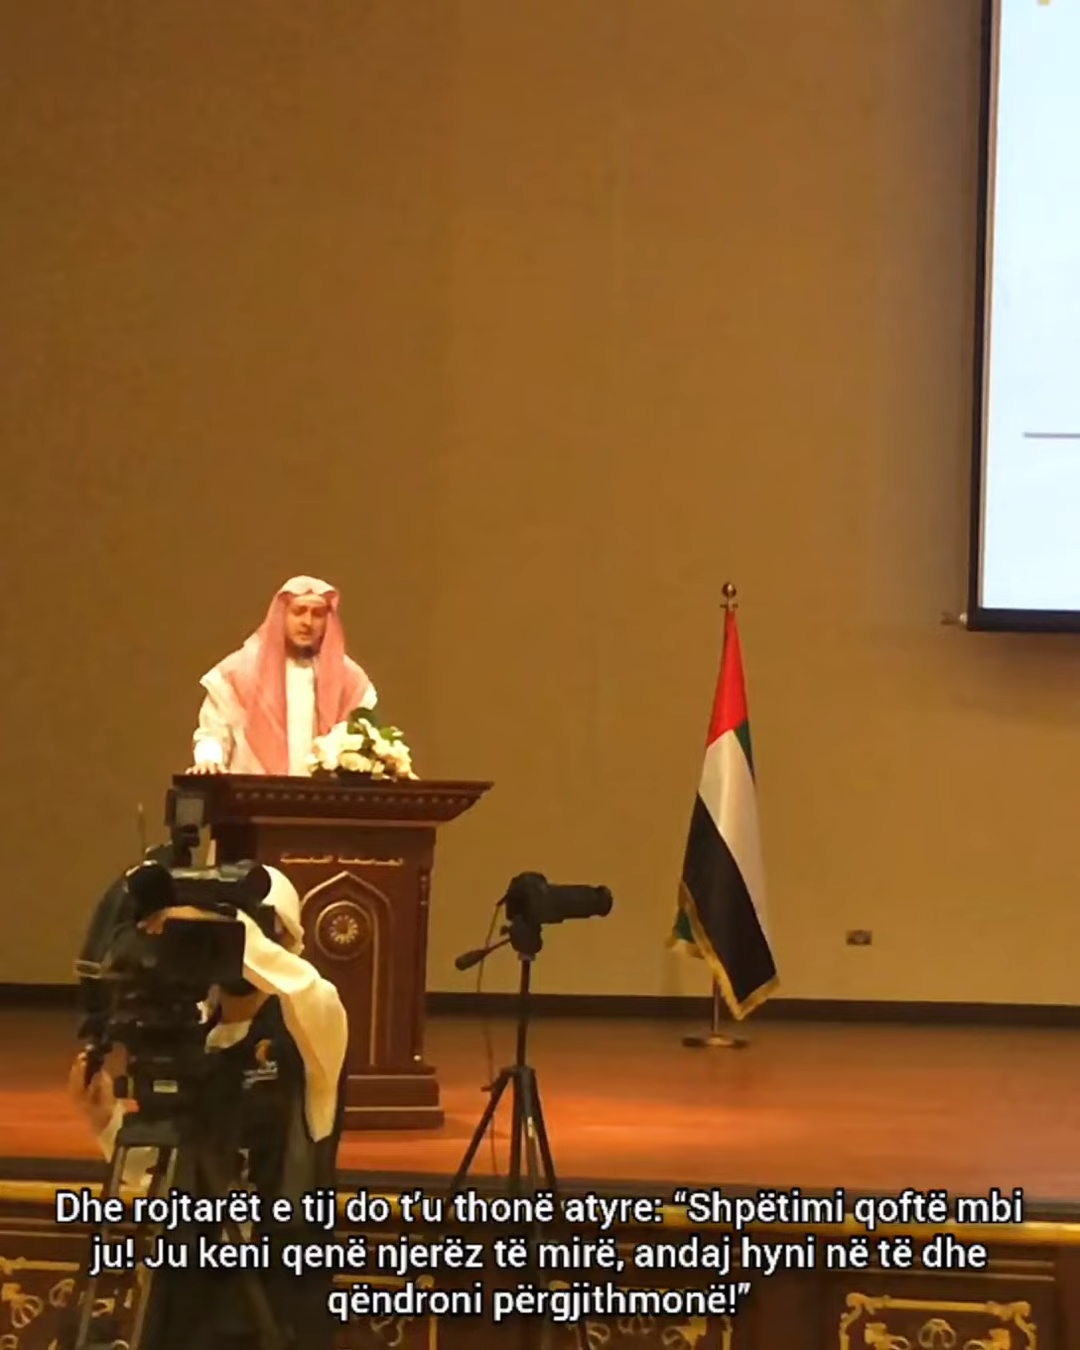 Dhe rojtarët e tij do t’u thonë atyre: “Shpëtimi qoftë mbi
ju! Ju keni qenë njerëz të mirë, andaj hyni në të dhe
qëndroni përgjithmonë!”